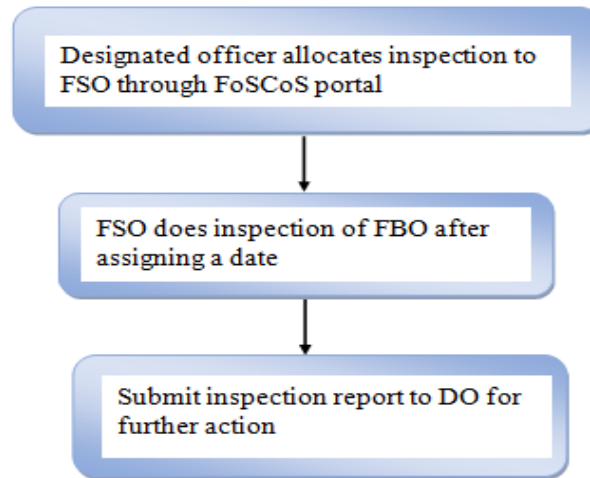 Designated officer allocates inspection to
FSO through FoSCoS portal
FSO does inspection of FBO after
assigning a date
Submit inspection report to DO for
further action